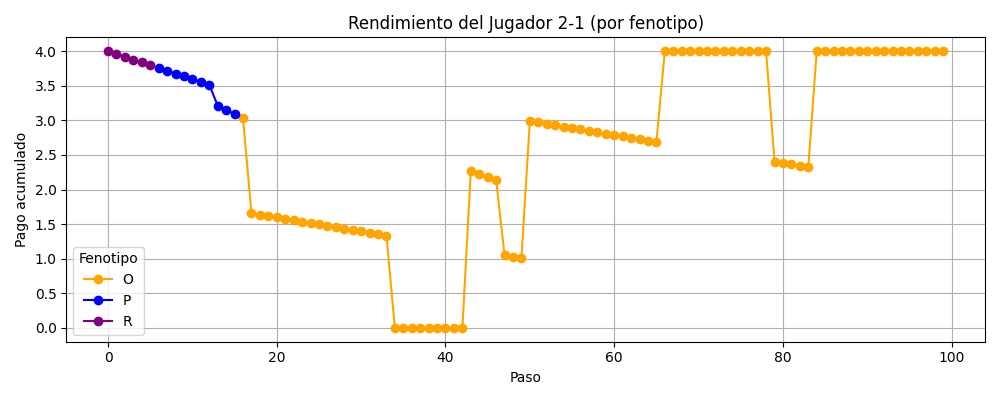 Rendimiento del Jugador 2-1 (por fenotipo)
Pago acumulado
4.0
3.5
3.0
2.5
2.0
1.5
1.0
0.5
0.0
Fenotipo
O
P
R
0 20 40 60 80 100
Paso